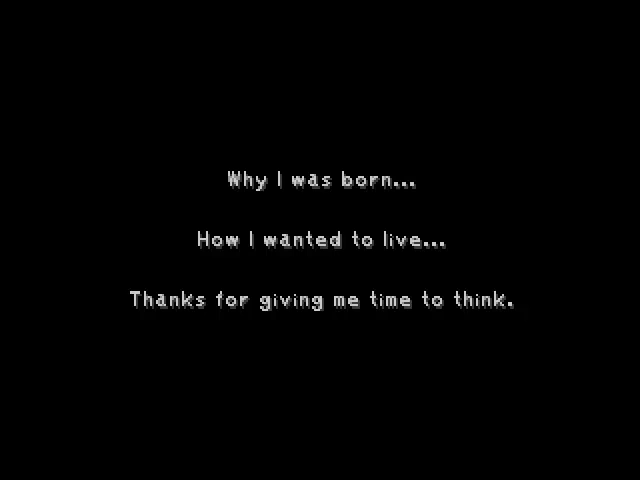 Why I was born...
How I wanted to live...
Thanks for giving me time to think.